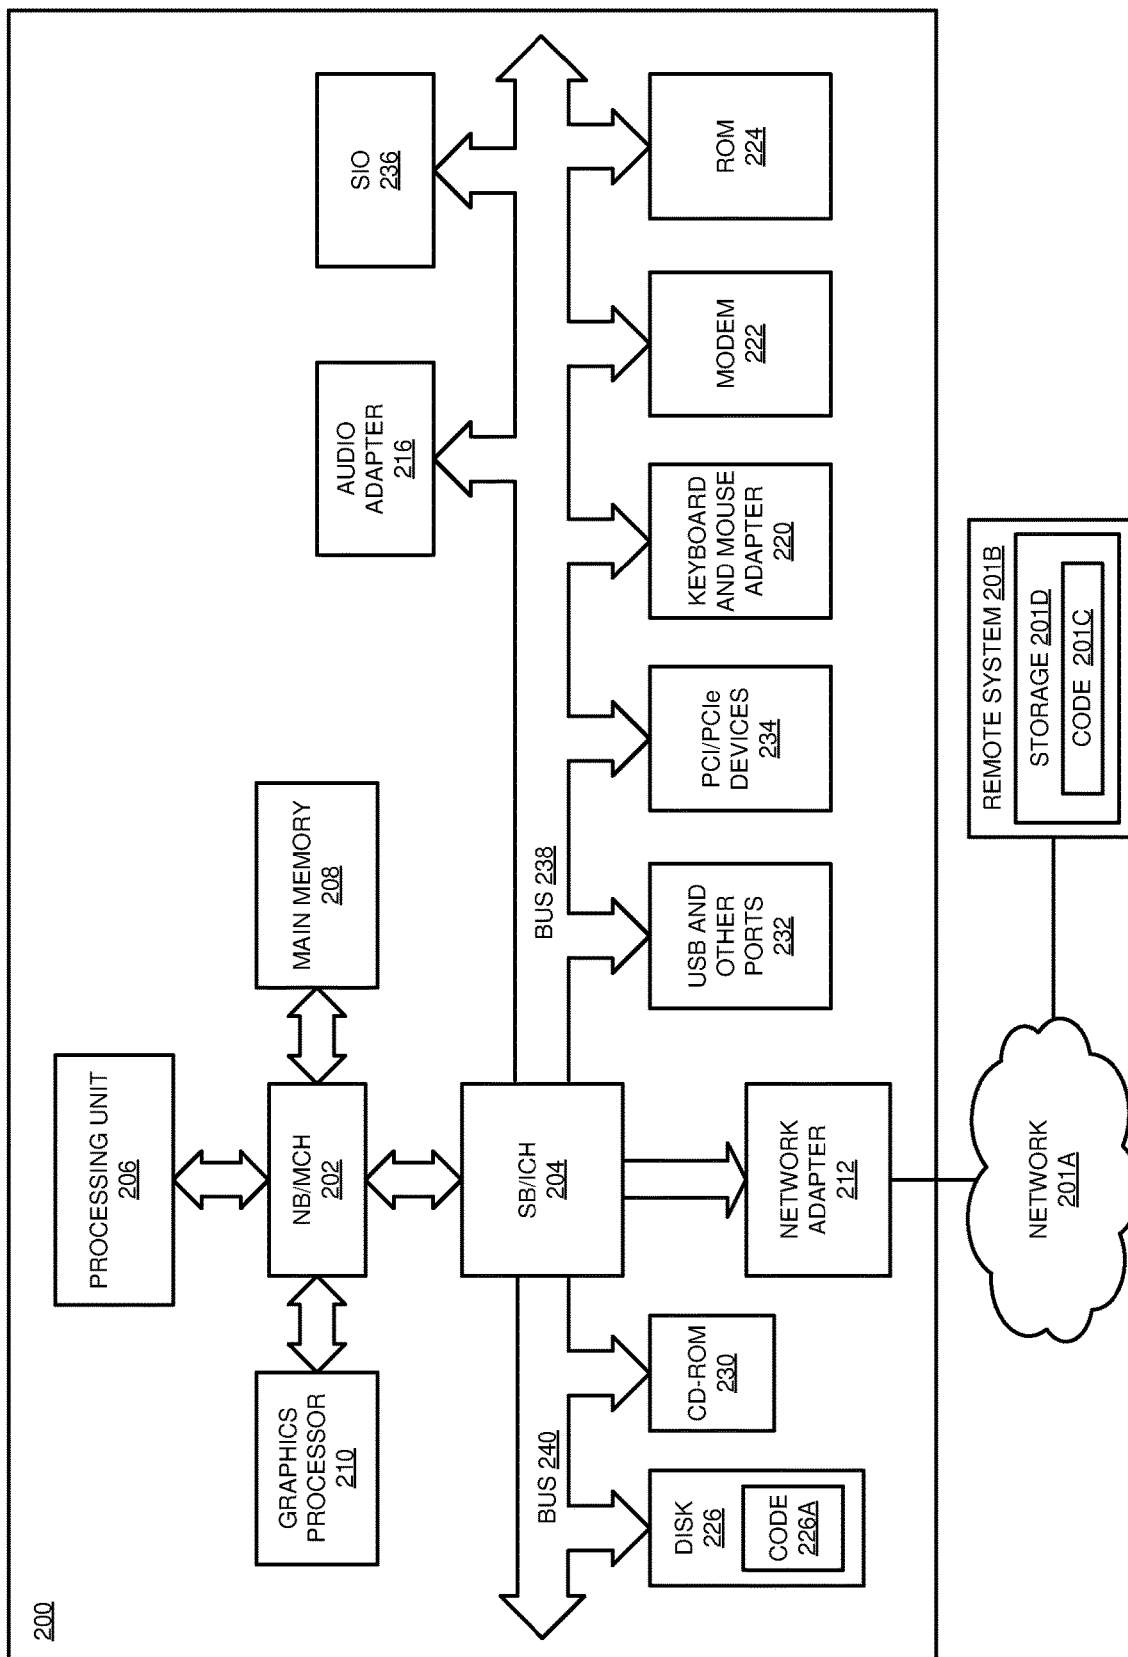 200
PROCESSING UNIT
206
GRAPHICS
PROCESSOR
210
NB/MCH
202
MAIN MEMORY
208
AUDIO
ADAPTER
216
SIO
236
SB/ICH
204
BUS 240
BUS 238
DISK
226
CODE
226A
CD-ROM
230
NETWORK
ADAPTER
212
USB AND
OTHER
PORTS
232
PCI/PCIe
DEVICES
234
KEYBOARD
AND MOUSE
ADAPTER
220
MODEM
222
ROM
224
NETWORK
201A
REMOTE SYSTEM 201B
STORAGE 201D
CODE 201C